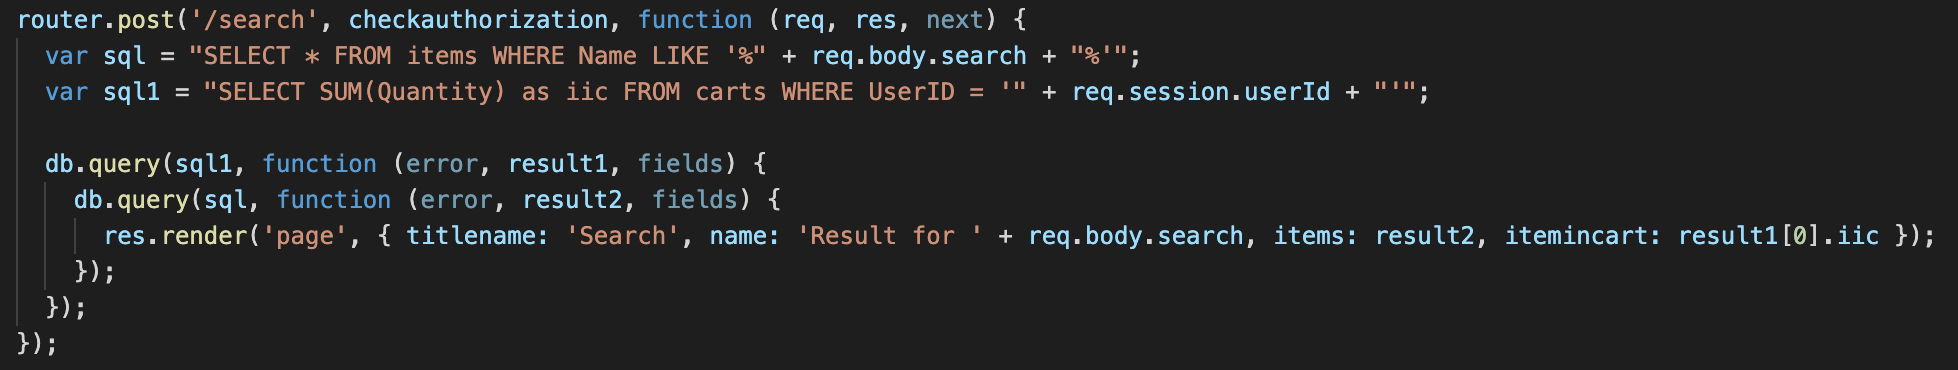 router.post('/search', checkauthorization, function (req, res, next) {
  var sql = "SELECT * FROM items WHERE Name LIKE '%" + req.body.search + "%'";
  var sql1 = "SELECT SUM(Quantity) as iic FROM carts WHERE UserID = '" + req.session.userId + "'";

  db.query(sql1, function (error, result1, fields) {
    db.query(sql, function (error, result2, fields) {
      res.render('page', { titlename: 'Search', name: 'Result for ' + req.body.search, items: result2, itemincart: result1[0].iic });
    });
  });
});